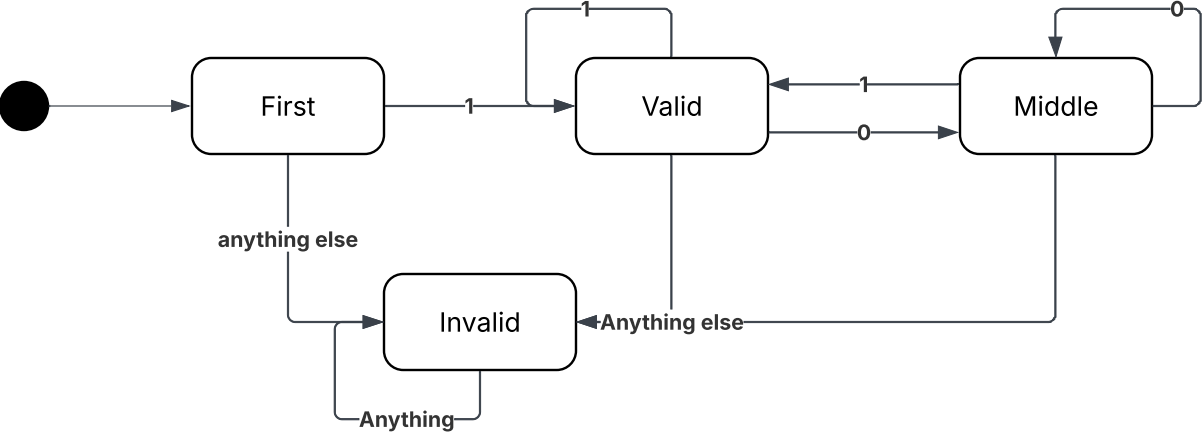 1
0
First
1
Valid
1
0
Middle
anything else
Invalid
Anything else
Anything